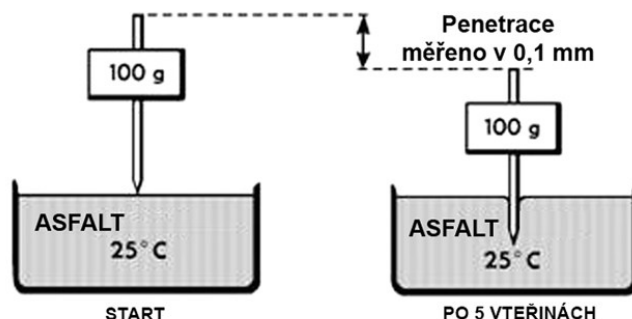 Penetrace
měřeno v 0,1 mm
100 g
100 g
ASFALT
25°C
ASFALT
25°C
START
PO 5 VTEŘINÁCH